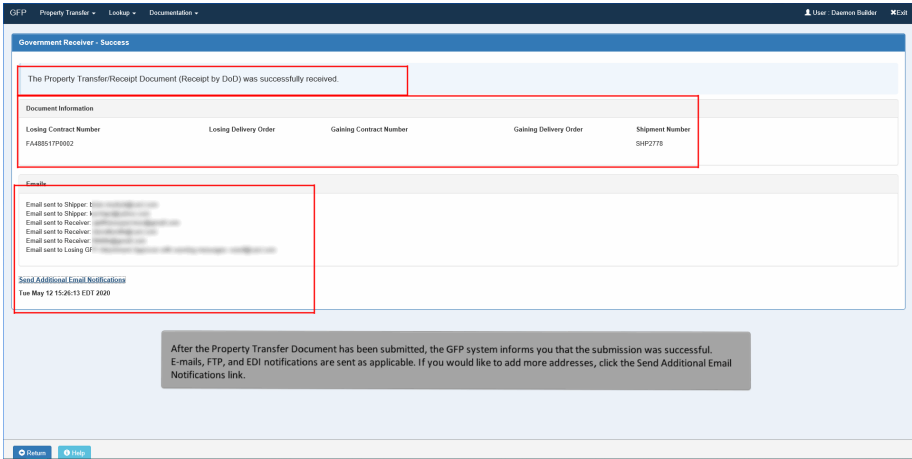 GFP Property Transfer Lookup Documentation User : Daemon Builder Exit
Government Receiver - Success
The Property Transfer/Receipt Document (Receipt by DoD) was successfully received.
Document Information
Losing Contract Number Losing Delivery Order Gaining Contract Number Gaining Delivery Order Shipment Number
FA488517P0002 SHP2778
Emails
Email sent to Shipper:
Email sent to Shipper:
Email sent to Receiver:
Email sent to Receiver:
Email sent to Receiver:
Email sent to Losing
Send Additional Email Notifications
Tue May 12 15:26:13 EDT 2020
After the Property Transfer Document has been submitted, the GFP system informs you that the submission was successful.
E-mails, FTP, and EDI notifications are sent as applicable. If you would like to add more addresses, click the Send Additional Email
Notifications link.
Return Help